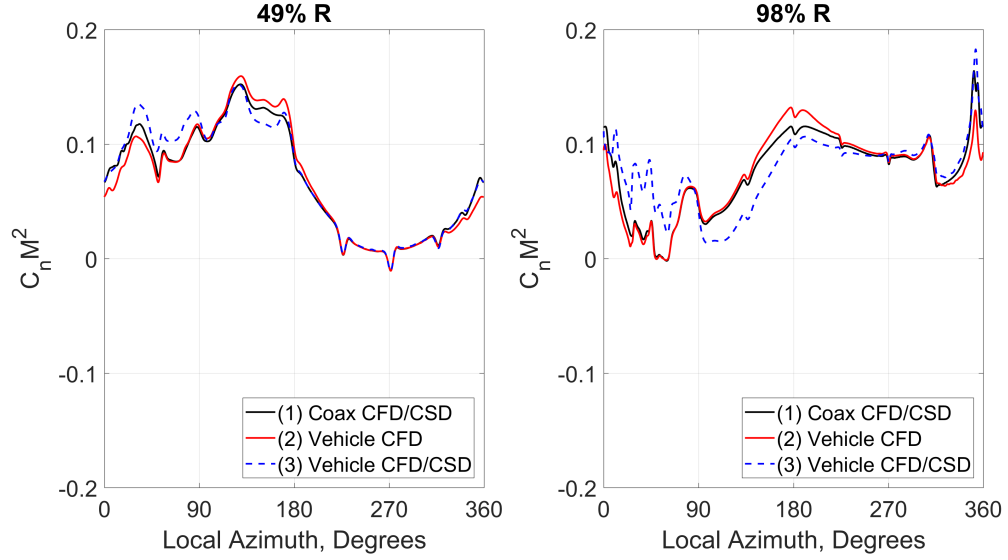 49% R
0.2
0.1
0
-0.1
-0.2
C_nM^2
0
90
180
270
360
Local Azimuth, Degrees
(1) Coax CFD/CSD
(2) Vehicle CFD
(3) Vehicle CFD/CSD
98% R
0.2
0.1
0
-0.1
-0.2
C_nM^2
0
90
180
270
360
Local Azimuth, Degrees
(1) Coax CFD/CSD
(2) Vehicle CFD
(3) Vehicle CFD/CSD